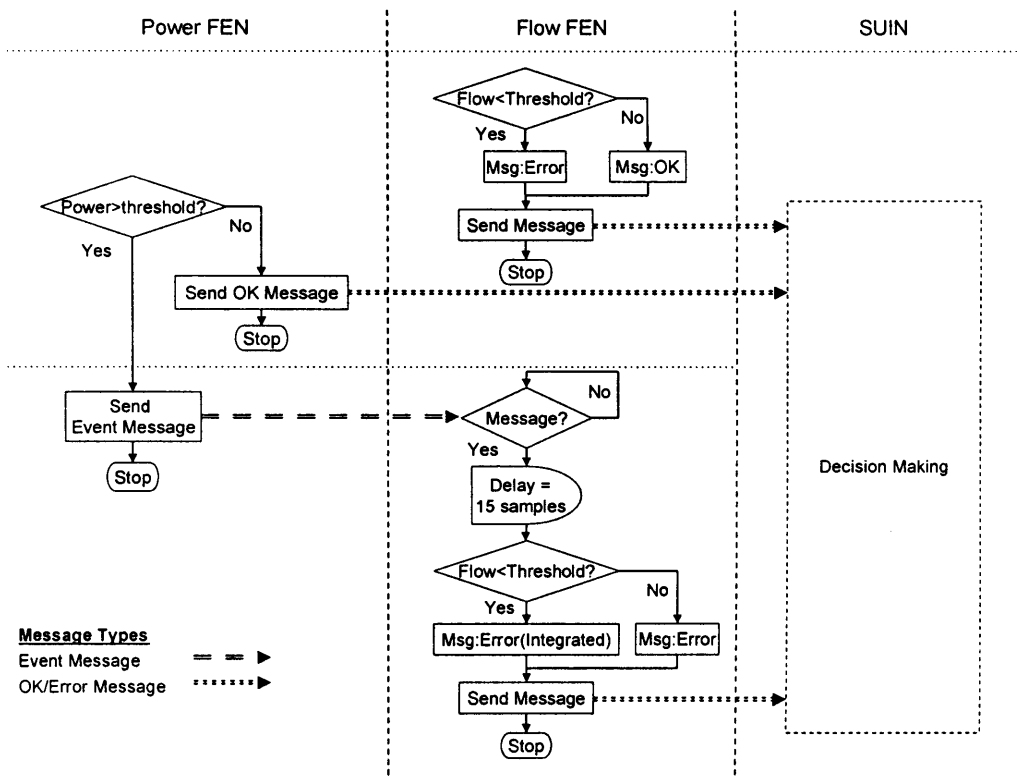 Power FEN
Flow FEN
SUIN
Flow<Threshold?
No
Yes
Msg:Error
Msg:OK
Send Message
Stop
Power>threshold?
No
Yes
Send OK Message
Stop
Send
Event Message
Stop
No
Message?
Yes
Delay =
15 samples
Flow<Threshold?
No
Yes
Msg:Error(Integrated)
Msg:Error
Send Message
Stop
Decision Making
Message Types
Event Message
OK/Error Message